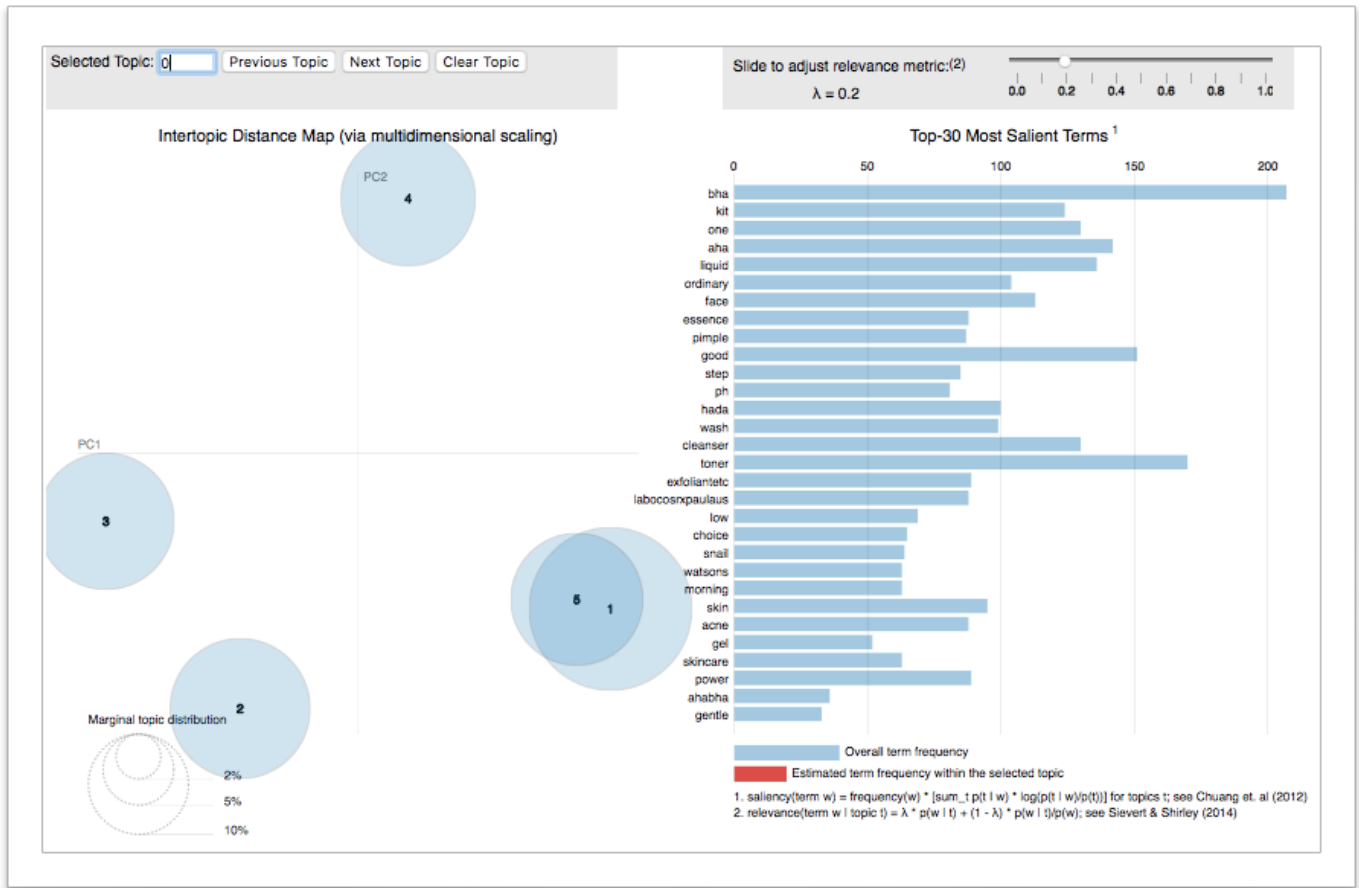 Selected Topic: 0 Previous Topic Next Topic Clear Topic
Slide to adjust relevance metric:(2)
λ = 0.2
0.0 0.2 0.4 0.6 0.8 1.0
Intertopic Distance Map (via multidimensional scaling)
PC2
4
PC1
3
5
1
2
Marginal topic distribution
2%
5%
10%
Top-30 Most Salient Terms 1
0 50 100 150 200
bha
kit
one
aha
liquid
ordinary
face
essence
pimple
good
step
ph
hada
wash
cleanser
toner
exfoliantetc
labocosrxpaulaus
low
choice
snail
watsons
morning
skin
acne
gel
skincare
power
ahabha
gentle
Overall term frequency
Estimated term frequency within the selected topic
1. saliency(term w) = frequency(w) * [sum_t p(t | w) * log(p(t | w)/p(t))] for topics t; see Chuang et. al (2012)
2. relevance(term w | topic t) = λ * p(w | t) + (1 - λ) * p(w | t)/p(w); see Sievert & Shirley (2014)